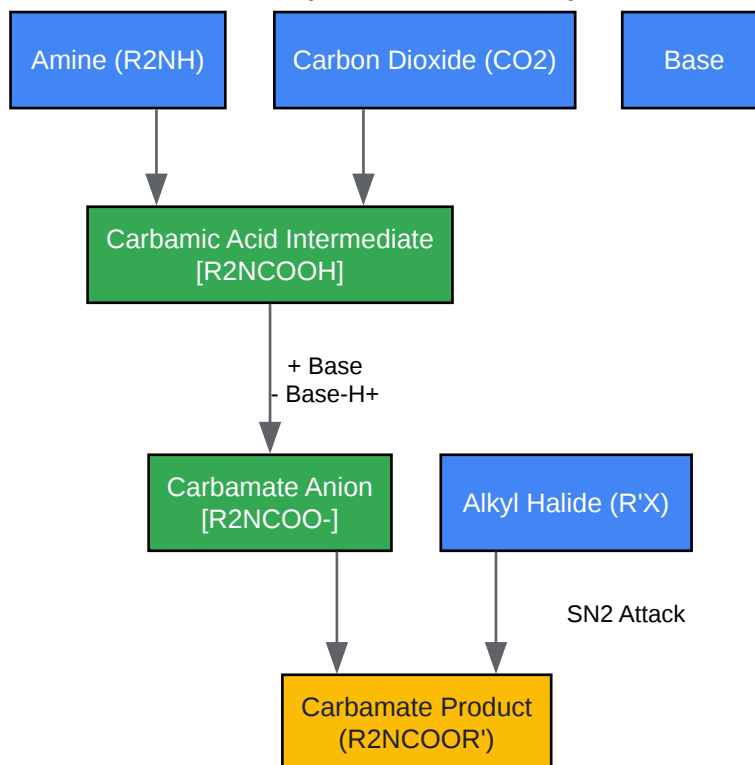 Amine (R2NH)
Carbon Dioxide (CO2)
Base
Carbamic Acid Intermediate
[R2NCOOH]
+ Base
- Base-H+
Carbamate Anion
[R2NCOO-]
Alkyl Halide (R'X)
SN2 Attack
Carbamate Product
(R2NCOOR')